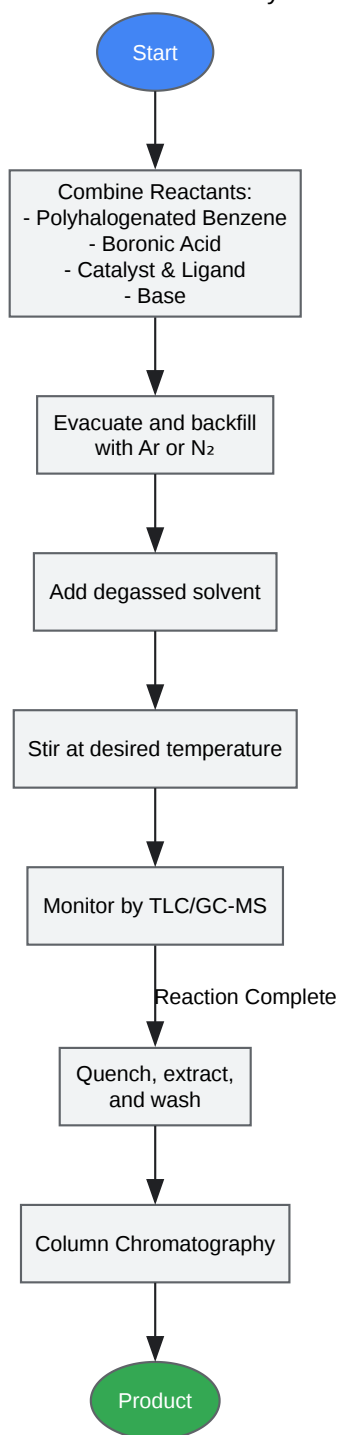 Start
Combine Reactants:
- Polyhalogenated Benzene
- Boronic Acid
- Catalyst & Ligand
- Base
Evacuate and backfill
with Ar or N₂
Add degassed solvent
Stir at desired temperature
Monitor by TLC/GC-MS
Reaction Complete
Quench, extract,
and wash
Column Chromatography
Product